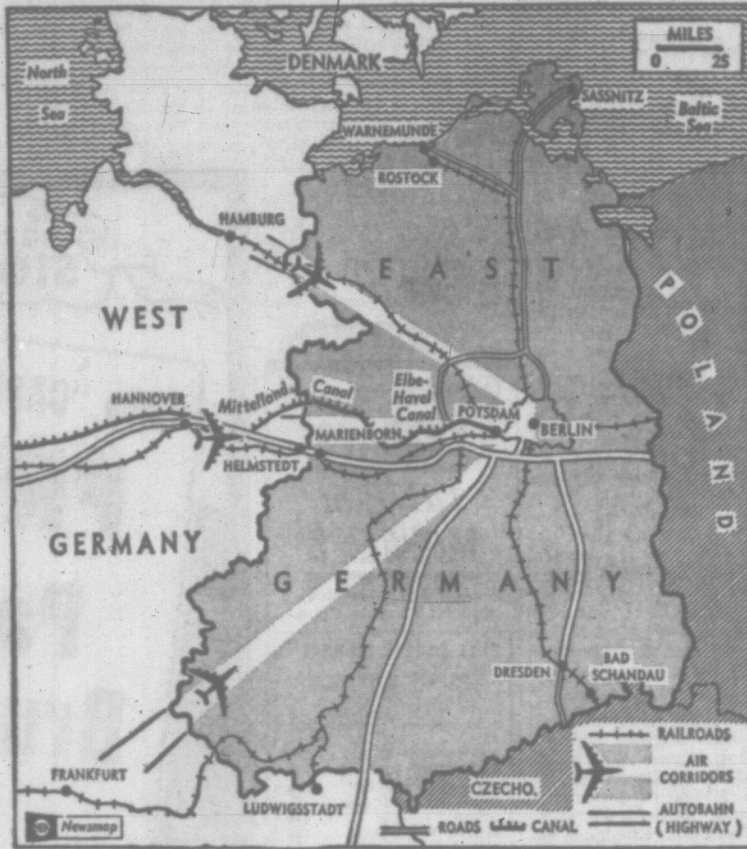 MILES
0 25
North
Sea
DENMARK
SASSNITZ
Baltic
Sea
WARNEMUNDE
ROSTOCK
HAMBURG
EAST
WEST
POLAND
HANNOVER
Mittelland Canal
Elbe-
Havel
Canal
POTSDAM
BERLIN
MARIENBORN
HELMSTEDT
GERMANY
GERMANY
DRESDEN
BAD
SCHANDAU
FRANKFURT
LUDWIGSSTADT
CZECHO.
RAILROADS
AIR
CORRIDORS
AUTOBAHN
(HIGHWAY)
ROADS CANAL
Newsmap